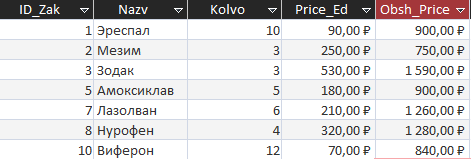 ID_Zak Nazv Kolvo Price_Ed Obsh_Price
1 Эреспал 10 90,00 ₽ 900,00 ₽
2 Мезим 3 250,00 ₽ 750,00 ₽
3 Зодак 3 530,00 ₽ 1 590,00 ₽
5 Амоксиклав 5 180,00 ₽ 900,00 ₽
7 Лазолван 6 210,00 ₽ 1 260,00 ₽
8 Нурофен 4 320,00 ₽ 1 280,00 ₽
10 Виферон 12 70,00 ₽ 840,00 ₽